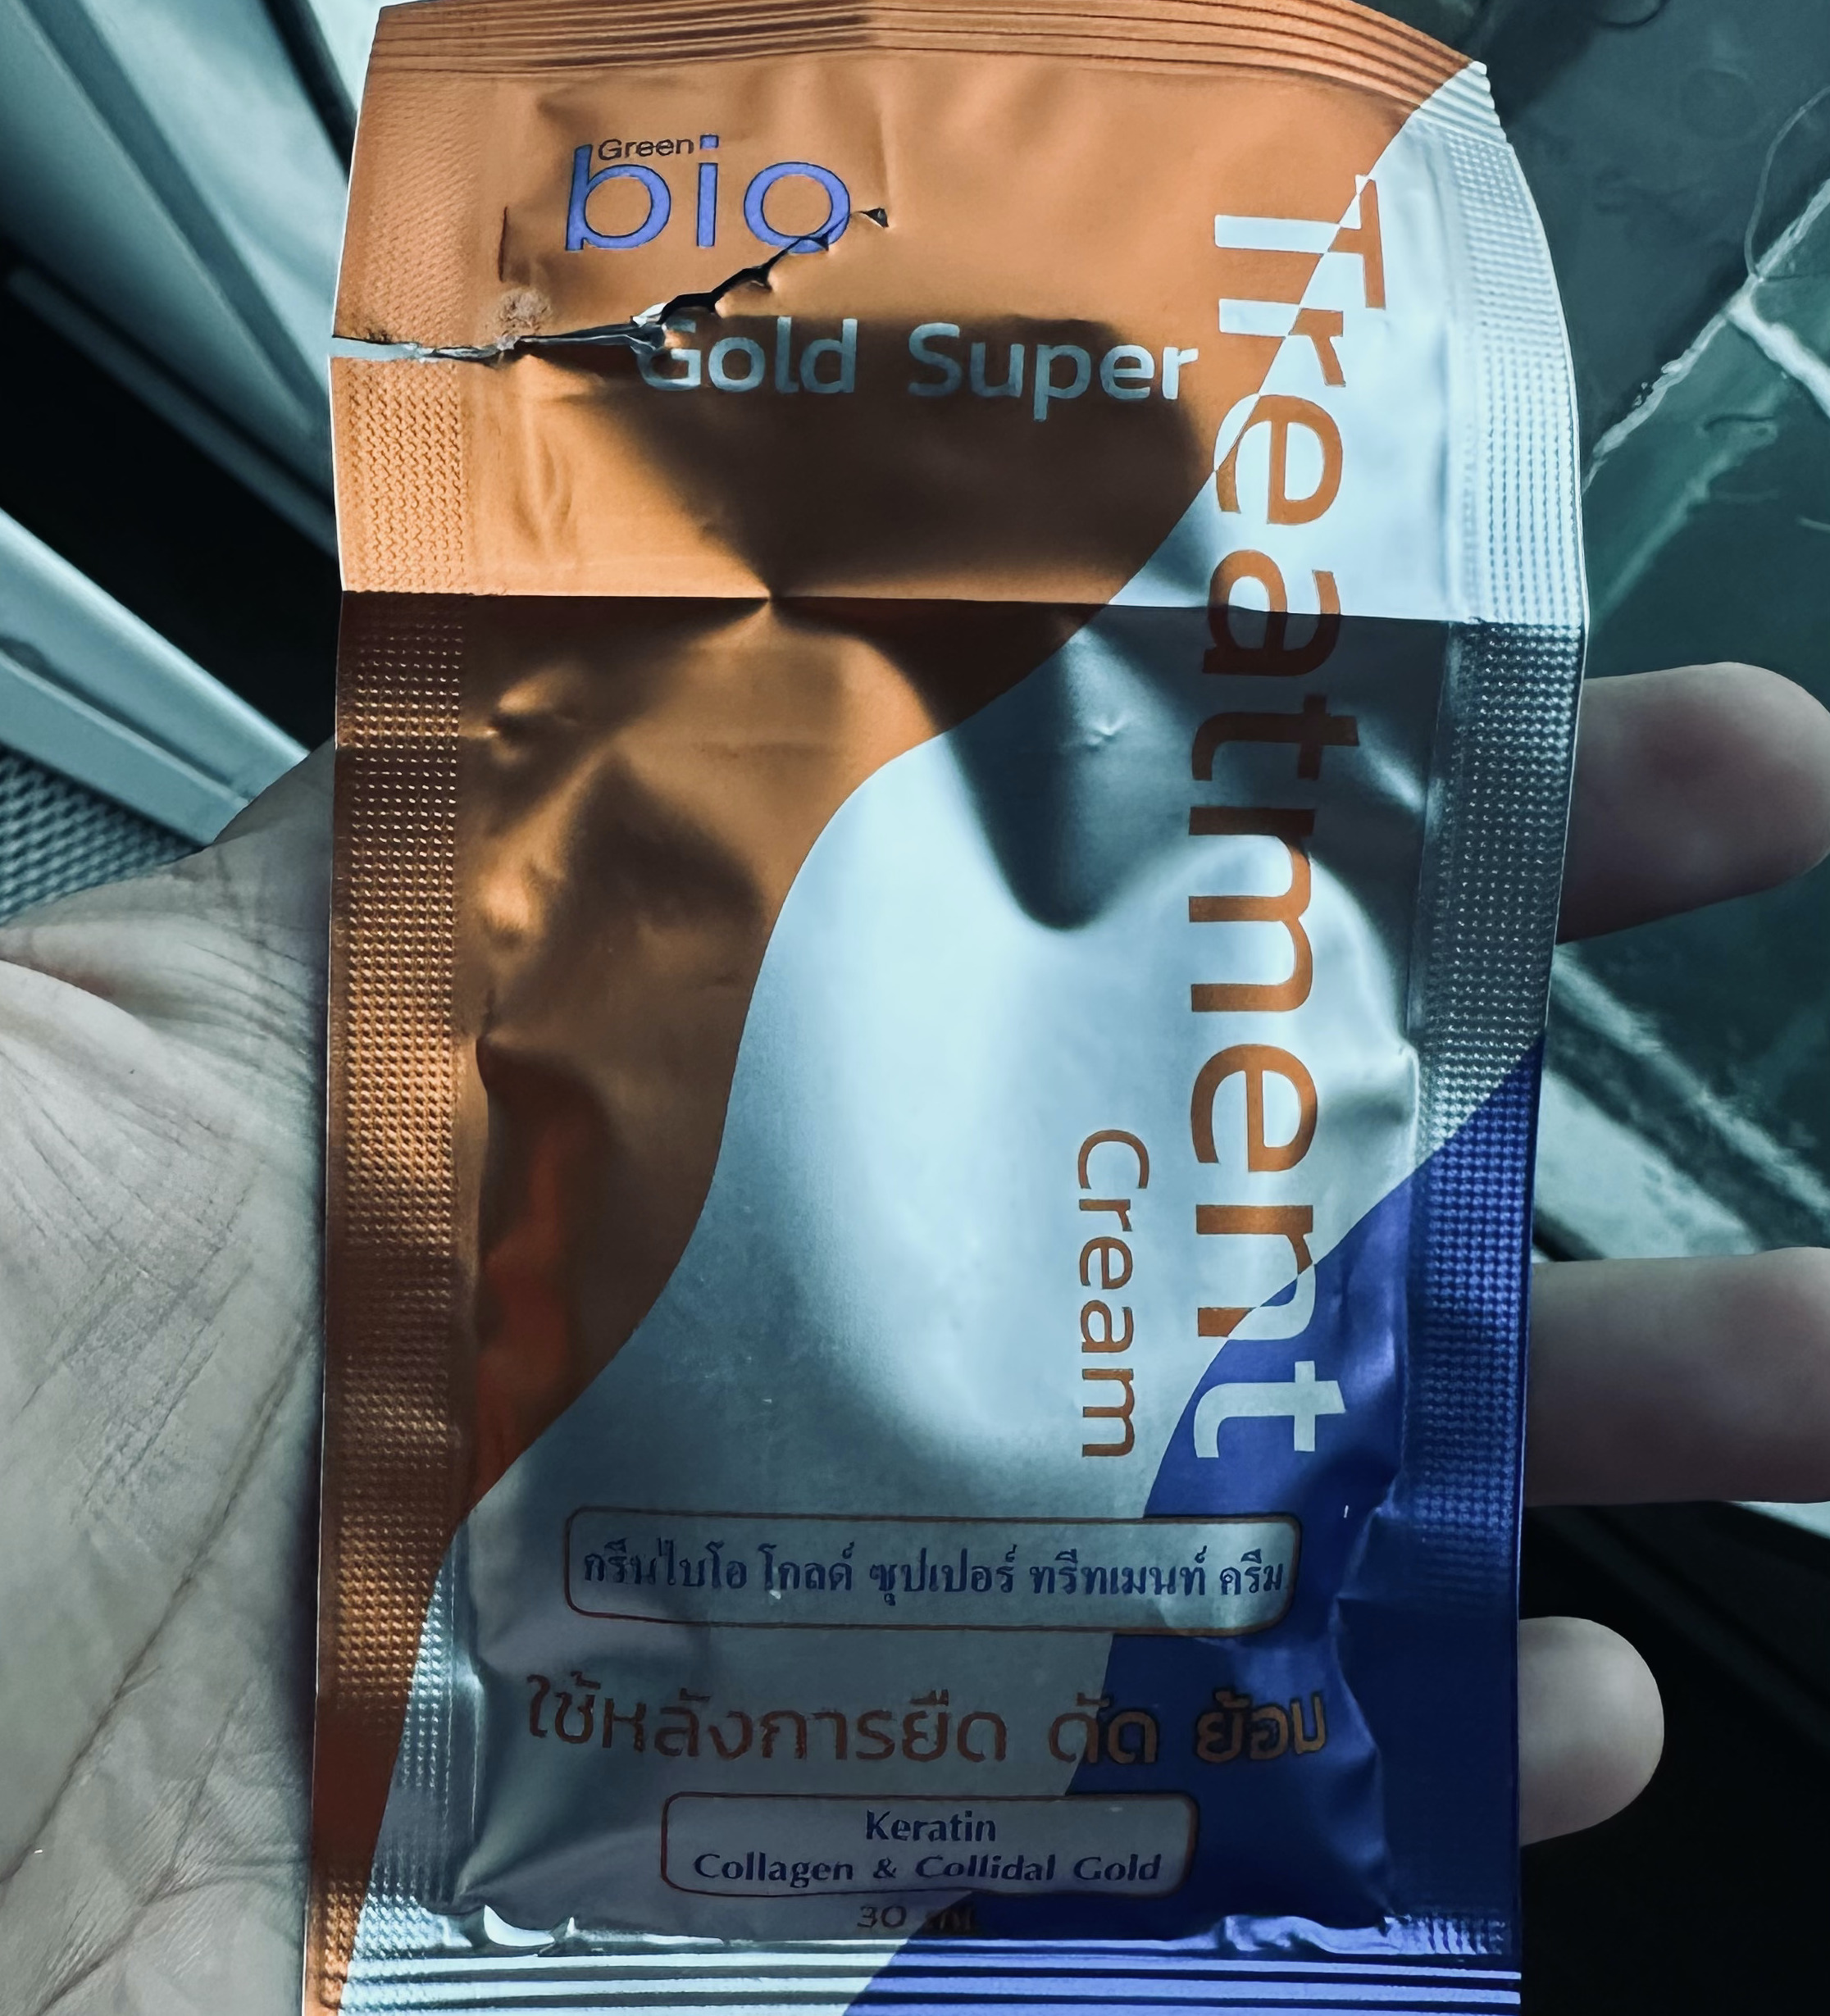 Green
bio
Gold Super
Treatment
Cream
กรีนไบโอ โกลด์ ซุปเปอร์ ทรีทเมนท์ ครีม
ใช้หลังการยืด ดัด ย้อม
Keratin
Collagen & Collidal Gold
30